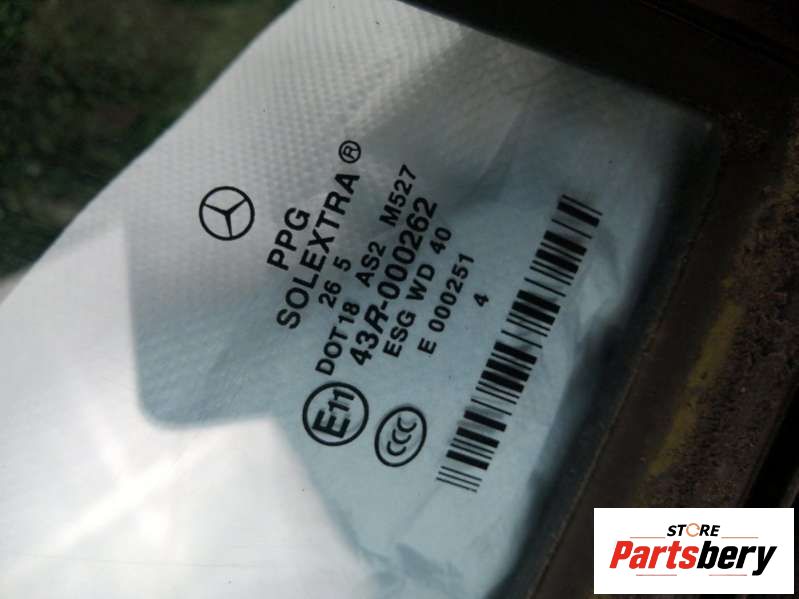 PPG
SOLEXTRA®
26 5
DOT18 AS2 M527
43R-000262
ESG WD 40
E 000251
4
E11
CCC
STORE
Partsbery